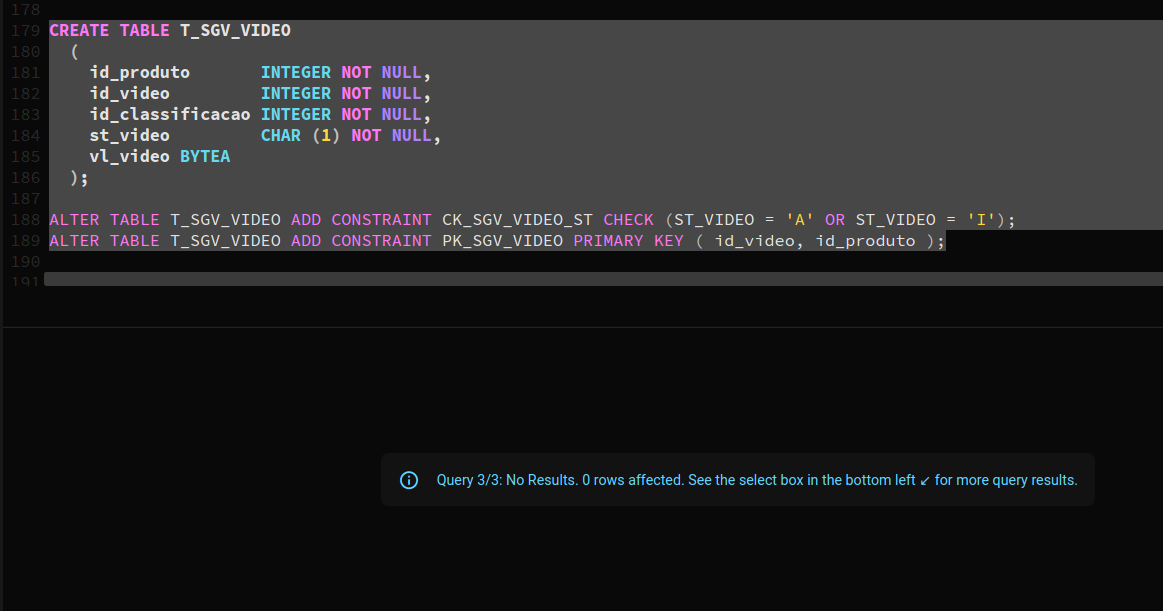 178
179 CREATE TABLE T_SGV_VIDEO
180 (
181 id_produto INTEGER NOT NULL,
182 id_video INTEGER NOT NULL,
183 id_classificacao INTEGER NOT NULL,
184 st_video CHAR (1) NOT NULL,
185 vl_video BYTEA
186 );
187
188 ALTER TABLE T_SGV_VIDEO ADD CONSTRAINT CK_SGV_VIDEO_ST CHECK (ST_VIDEO = 'A' OR ST_VIDEO = 'I');
189 ALTER TABLE T_SGV_VIDEO ADD CONSTRAINT PK_SGV_VIDEO PRIMARY KEY ( id_video, id_produto );
190
191
Query 3/3: No Results. 0 rows affected. See the select box in the bottom left ↙ for more query results.